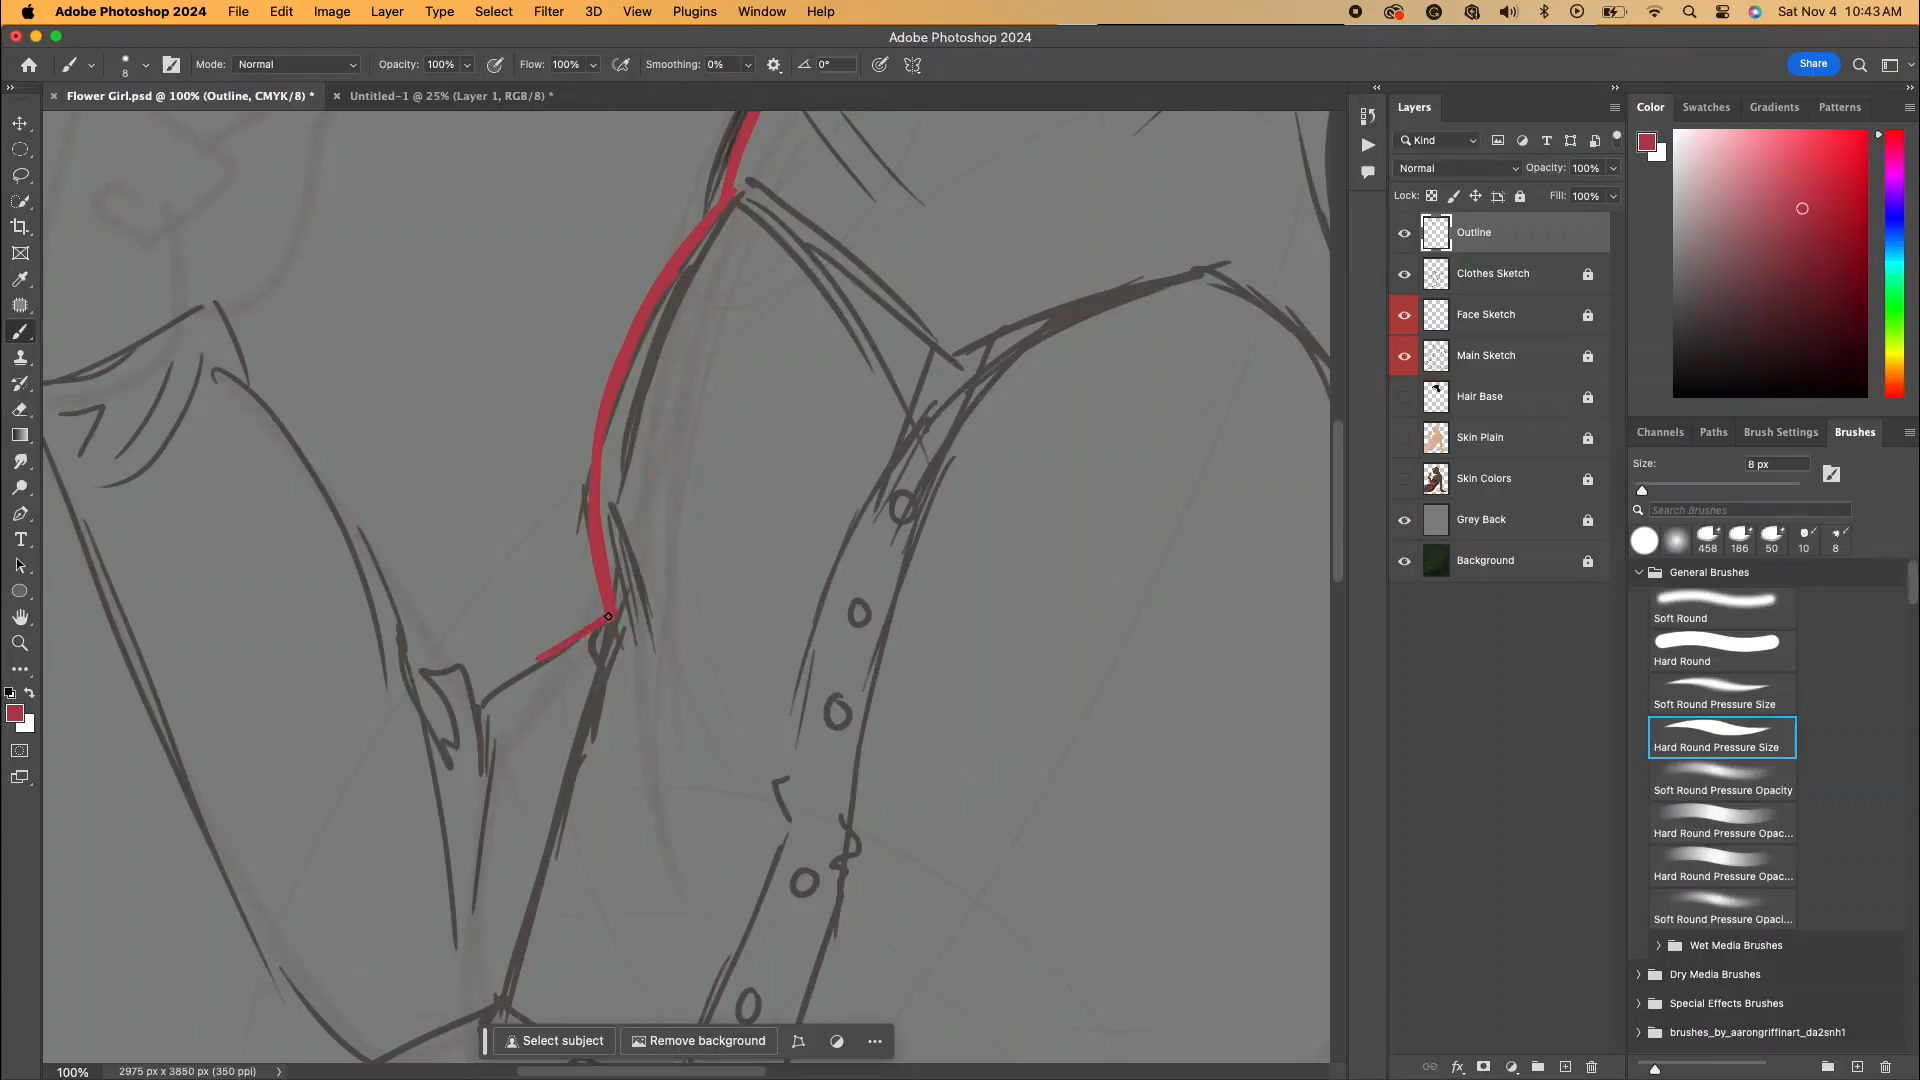 Adobe Photoshop 2024 File Edit Image Layer Type Select Filter 3D View Plugins Window Help Sat Nov 4 10:43 AM
Adobe Photoshop 2024
8 Mode: Normal Opacity: 100% Flow: 100% Smoothing: 0% 0° Share
Flower Girl.psd @ 100% (Outline, CMYK/8) * Untitled-1 @ 25% (Layer 1, RGB/8) *
Layers
Kind
Normal Opacity: 100%
Lock: Fill: 100%
Outline
Clothes Sketch
Face Sketch
Main Sketch
Hair Base
Skin Plain
Skin Colors
Grey Back
Background
Color Swatches Gradients Patterns
Channels Paths Brush Settings Brushes
Size: 8 px
Search Brushes
458 186 50 10 8
General Brushes
Soft Round
Hard Round
Soft Round Pressure Size
Hard Round Pressure Size
Soft Round Pressure Opacity
Hard Round Pressure Opac...
Hard Round Pressure Opac...
Soft Round Pressure Opaci...
Wet Media Brushes
Dry Media Brushes
Special Effects Brushes
brushes_by_aarongriffinart_da2snh1
Select subject Remove background
100% 2975 px x 3850 px (350 ppi)